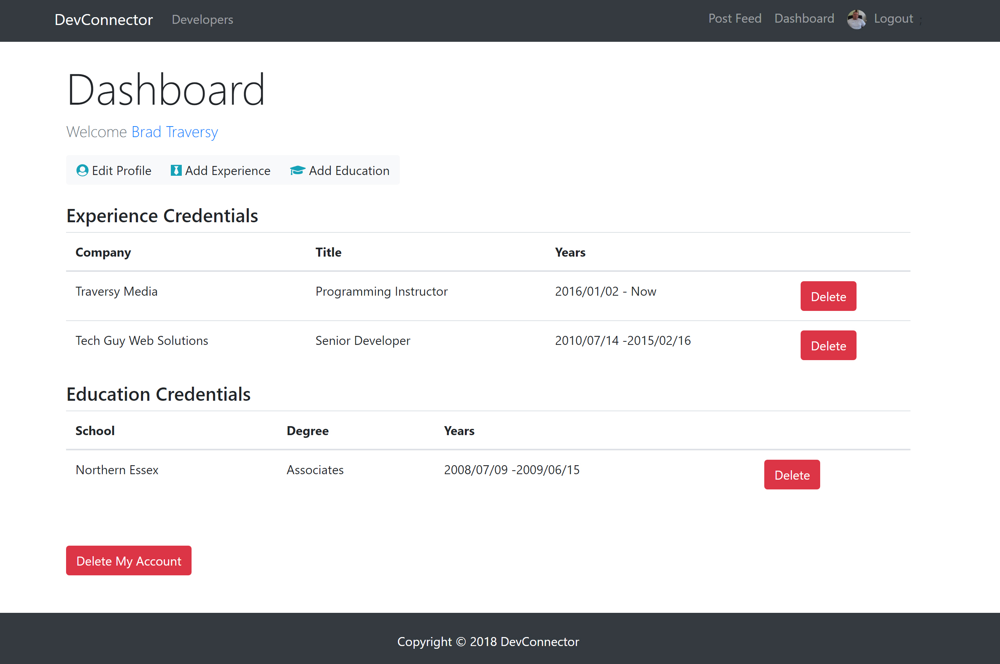 DevConnector Developers Post Feed Dashboard Logout ;
Dashboard
Welcome Brad Traversy
Edit Profile Add Experience Add Education
Experience Credentials
Company Title Years
Traversy Media Programming Instructor 2016/01/02 - Now Delete
Tech Guy Web Solutions Senior Developer 2010/07/14 -2015/02/16 Delete
Education Credentials
School Degree Years
Northern Essex Associates 2008/07/09 -2009/06/15 Delete
Delete My Account
Copyright © 2018 DevConnector